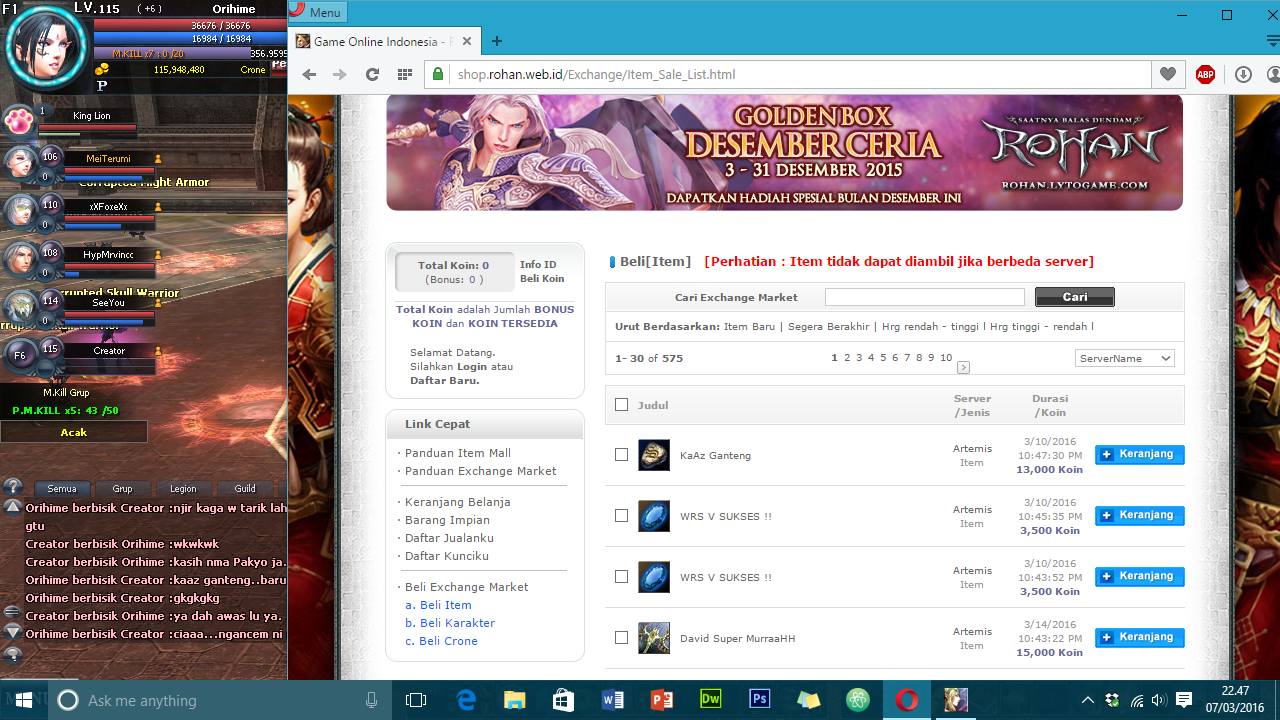 F1
LV.115
( +6 )
Orihime
36676 / 36676
16984 / 16984
M.KILL x7 : 0 /20
356.9595
115,948,480
Crone
P
1
King Lion
106
MeiTerumi
0
Corrupted Might Armor
110
xXFoxeXx
0
108
HypMrvincc
0
Corrupted Skull Warrior
114
SeeYou
0
F6
115
Creator
M.Kill Grup
P.M.KILL x5: 43 /50
Acak
Semua
Grup
Legion
Guild
Orihime berbisik Creator :njir kaga w tarik lah
gtu
Creator berbisik Orihime :wkwkwk
Creator berbisik Orihime :kasih nma Pakyo ja.
Orihime berbisik Creator :kaaz ganteng..baru
Orihime berbisik Creator :gkgkgkg
Creator berbisik Orihime :ya dah awas lu ya.
Orihime berbisik Creator :ciaaa...ngancem ni
Menu
Game Online Indonesia - R
shop.rohan.web.id/Exchange/Item_Sale_List.html
ABP
GOLDEN BOX
DESEMBER CERIA
3 - 31 DESEMBER 2015
DAPATKAN HADIAH SPESIAL BULAN DESEMBER INI
SAATNYA BALAS DENDAM
ROHAN
ROHAN.LYTOGAME.COM
Total Koin: 0
(Bonus: 0 )
Info ID
Beli Koin
Total Koin adalah Jumlah BONUS
KOIN dan KOIN TERSEDIA
Selamat Datang.
Silahkan Login atau
Daftar Baru.
Link Cepat
· Panduan Item Mall
· Panduan Exchange Market
· Keranjang Belanja
· Barang Impian
· Daftar Jualanku
· Daftar Kunciku
· Beli Exchange Market
a. Beli Item
b. Beli Karakter
c. Beli Crone
Beli[Item] [Perhatian : Item tidak dapat diambil jika berbeda server]
Cari Exchange Market
Cari
Urut Berdasarkan: Item Baru | Segera Berakhir | Hrg rendah - tinggi l Hrg tinggi - rendah l
1- 30 of 575
1 2 3 4 5 6 7 8 9 10
ServerName
Judul
Server
/Jenis
Durasi
/Koin
KaAz Ganteng
Artemis
Item
3/10/2016
10:47:30 PM
13,000 Koin
Keranjang
WRS V SUKSES !!
Artemis
Item
3/10/2016
10:45:35 PM
3,500 Koin
Keranjang
WRS V SUKSES !!
Artemis
Item
3/10/2016
10:43:52 PM
3,500 Koin
Keranjang
David Super MurraaHH
Artemis
Item
3/14/2016
10:43:22 PM
15,000 Koin
Keranjang
Ask me anything
Dw
Ps
22.47
07/03/2016